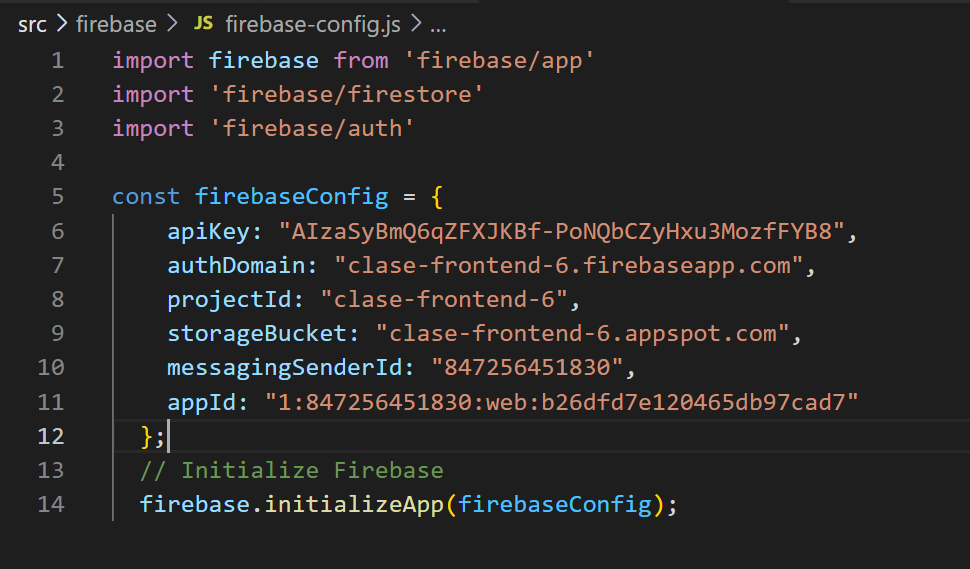 src > firebase > JS firebase-config.js > ...
1 import firebase from 'firebase/app'
2 import 'firebase/firestore'
3 import 'firebase/auth'
4
5 const firebaseConfig = {
6     apiKey: "AIzaSyBmQ6qZFXJKBf-PoNQbCZyHxu3MozfFYB8",
7     authDomain: "clase-frontend-6.firebaseapp.com",
8     projectId: "clase-frontend-6",
9     storageBucket: "clase-frontend-6.appspot.com",
10     messagingSenderId: "847256451830",
11     appId: "1:847256451830:web:b26dfd7e120465db97cad7"
12   };
13   // Initialize Firebase
14   firebase.initializeApp(firebaseConfig);